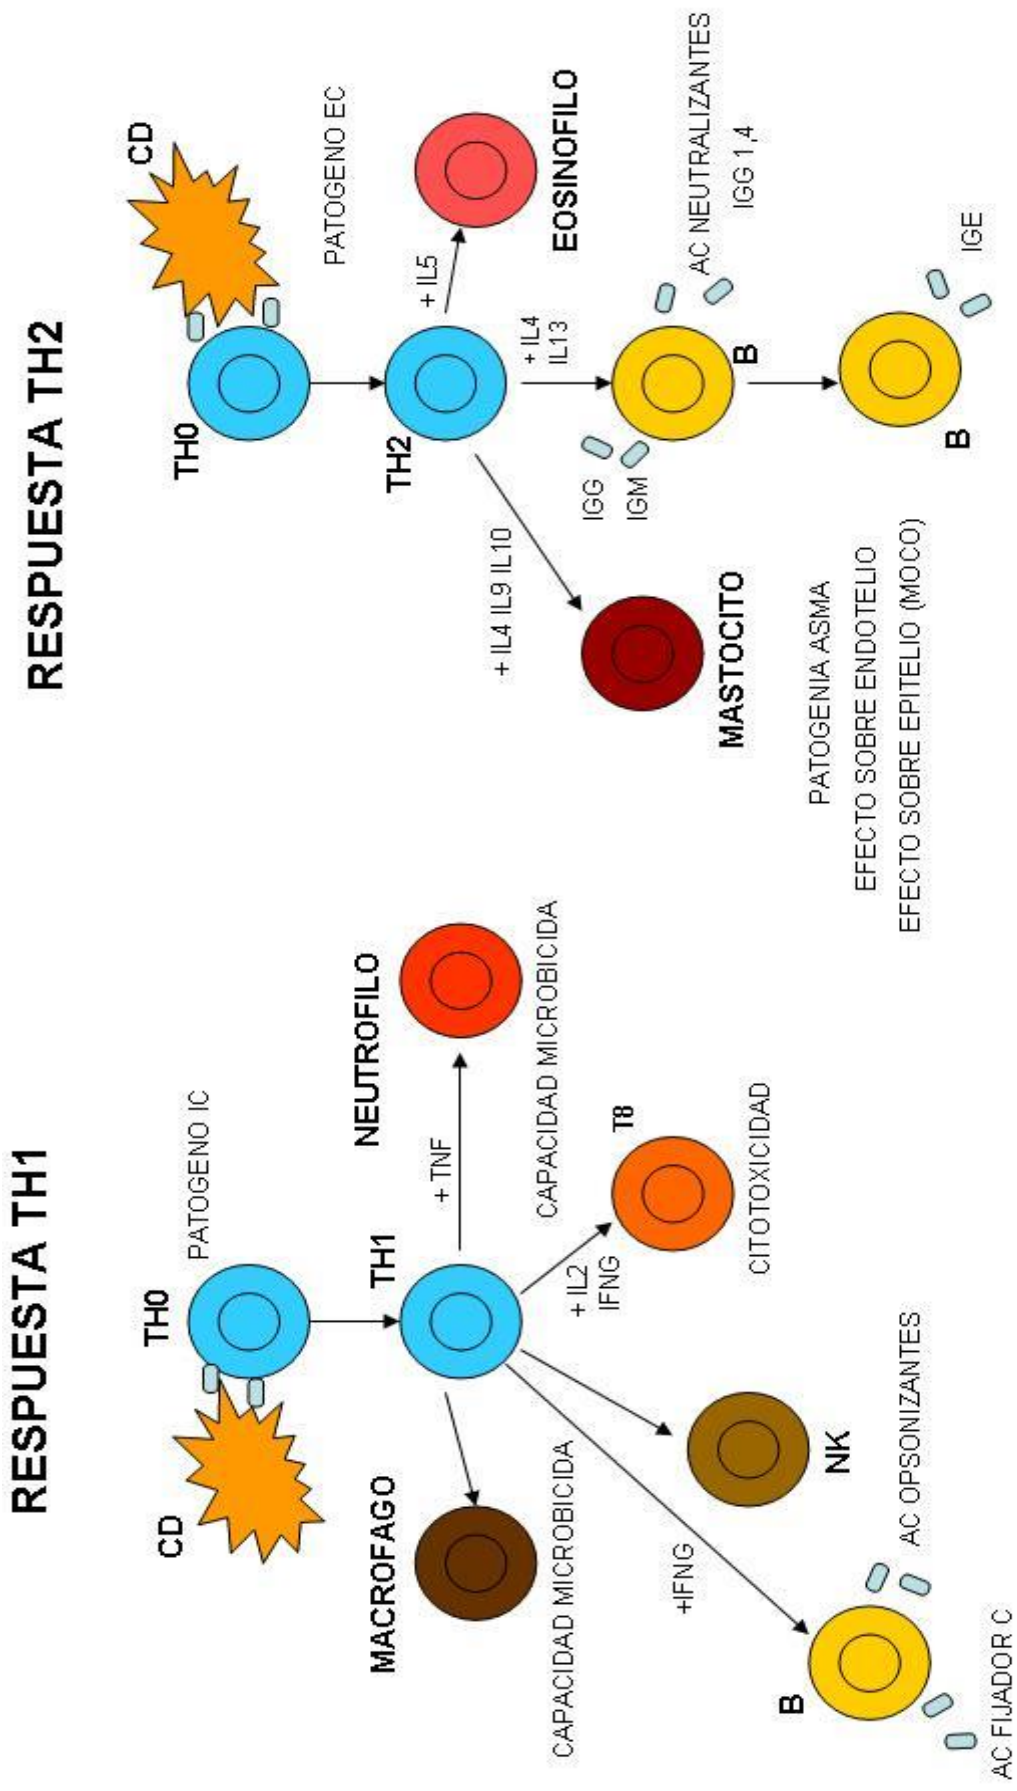 RESPUESTA TH1
TH0
PATOGENO IC
CD
TH1
MACROFAGO
NEUTROFILO
+ TNF
CAPACIDAD MICROBICIDA
CAPACIDAD MICROBICIDA
+ IL2
IFNG
T8
CITOTOXICIDAD
+IFNG
NK
B
AC OPSONIZANTES
AC FIJADOR C
RESPUESTA TH2
CD
TH0
PATOGENO EC
TH2
+ IL5
EOSINOFILO
+ IL4 IL9 IL10
+ IL4
IL13
IGG
IGM
B
AC NEUTRALIZANTES
IGG 1,4
MASTOCITO
B
IGE
PATOGENIA ASMA
EFECTO SOBRE ENDOTELIO
EFECTO SOBRE EPITELIO (MOCO)